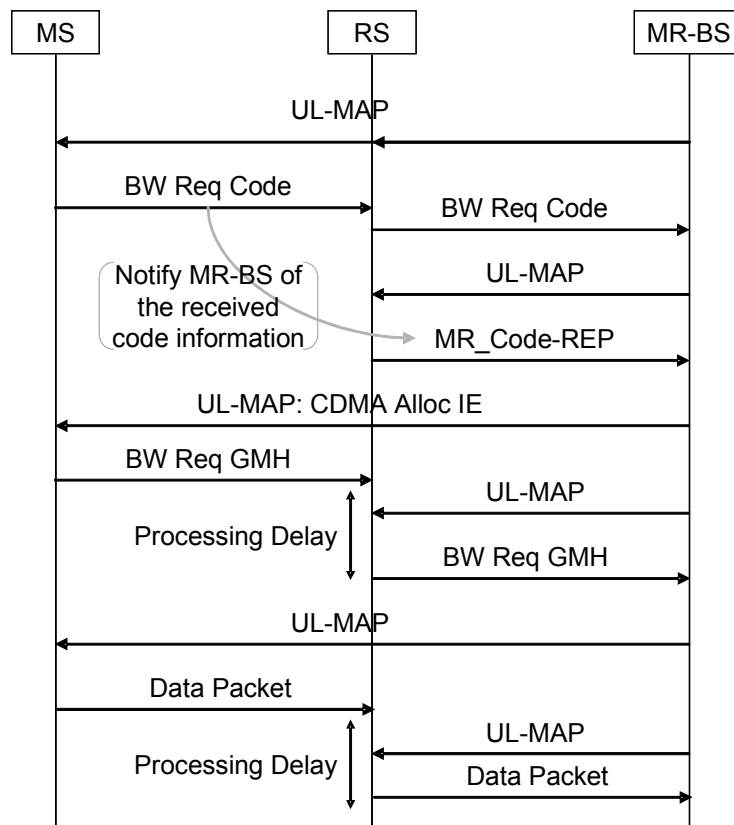 MS
RS
MR-BS
UL-MAP
BW Req Code
BW Req Code
UL-MAP
Notify MR-BS of
the received
code information
MR_Code-REP
UL-MAP: CDMA Alloc IE
BW Req GMH
UL-MAP
Processing Delay
BW Req GMH
UL-MAP
Data Packet
UL-MAP
Processing Delay
Data Packet